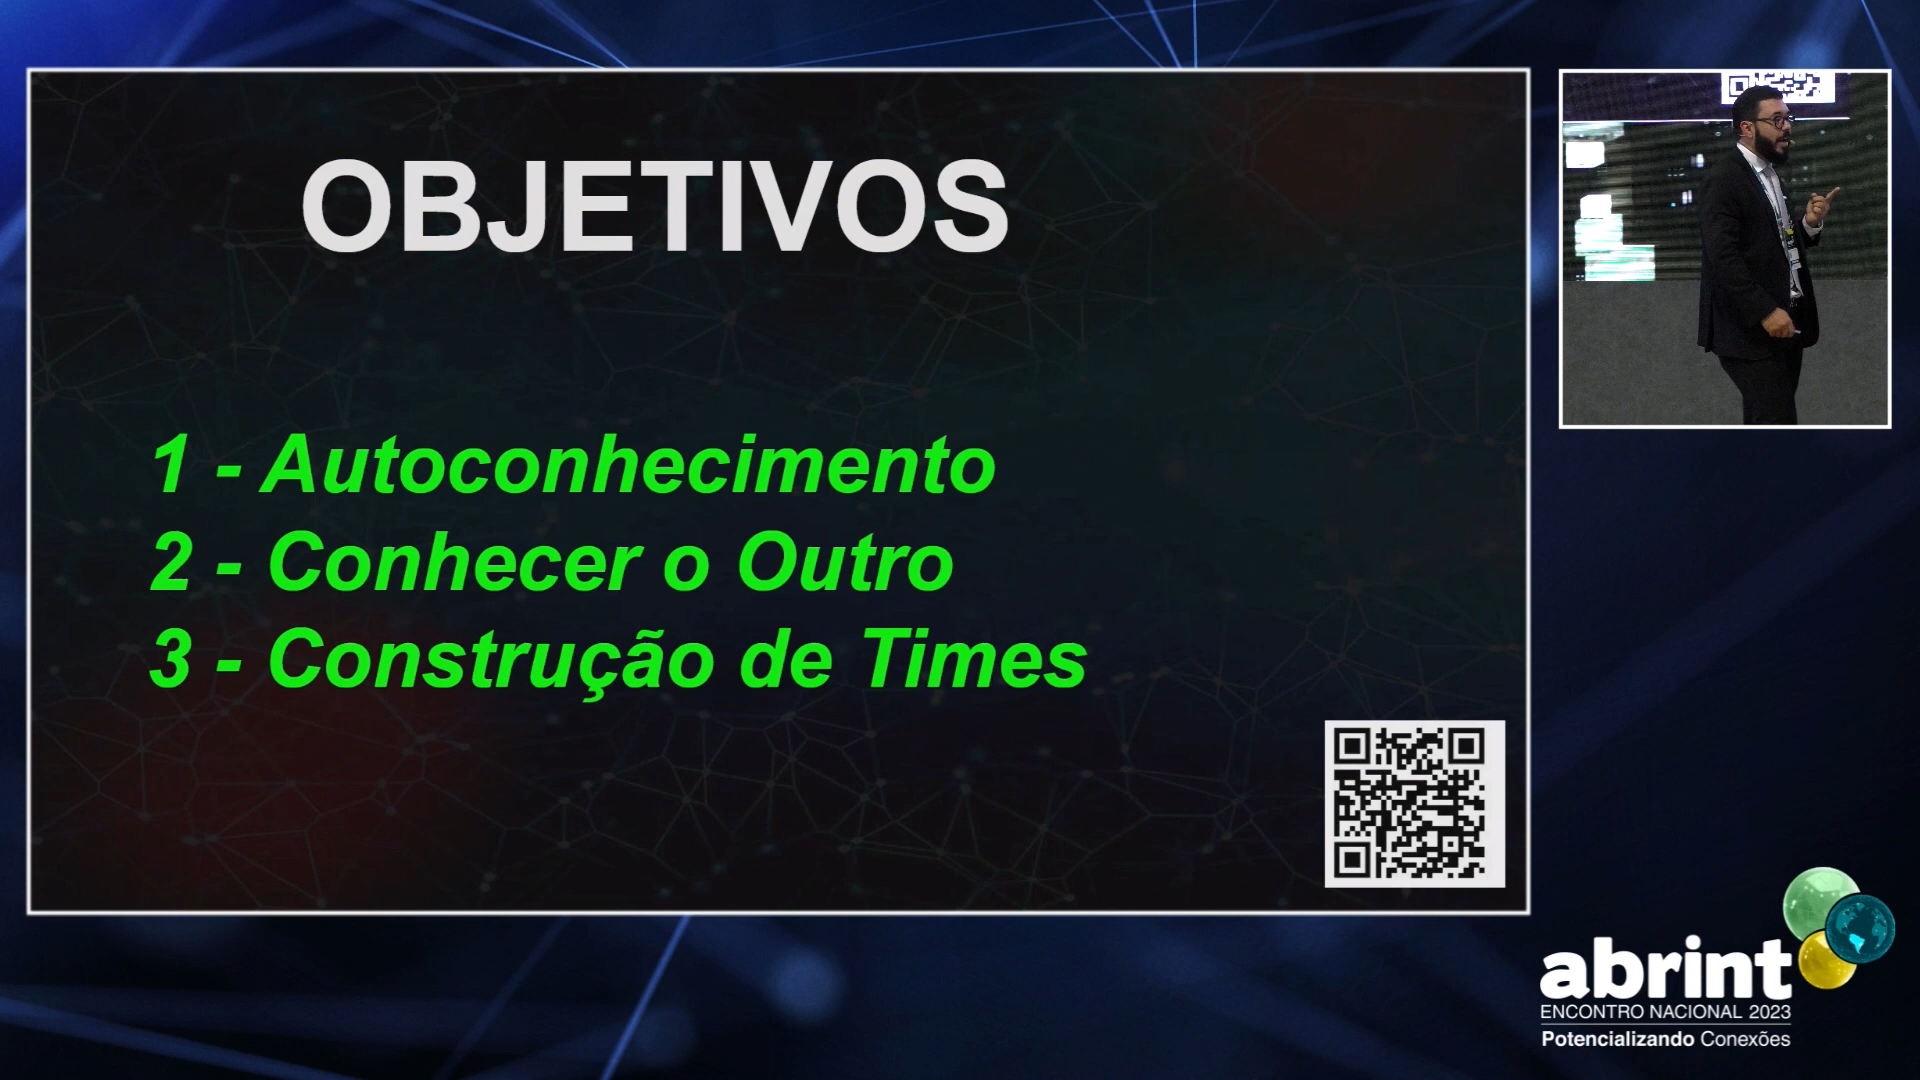 OBJETIVOS
1 - Autoconhecimento
2 - Conhecer o Outro
3 - Construção de Times
abrint
ENCONTRO NACIONAL 2023
Potencializando Conexões